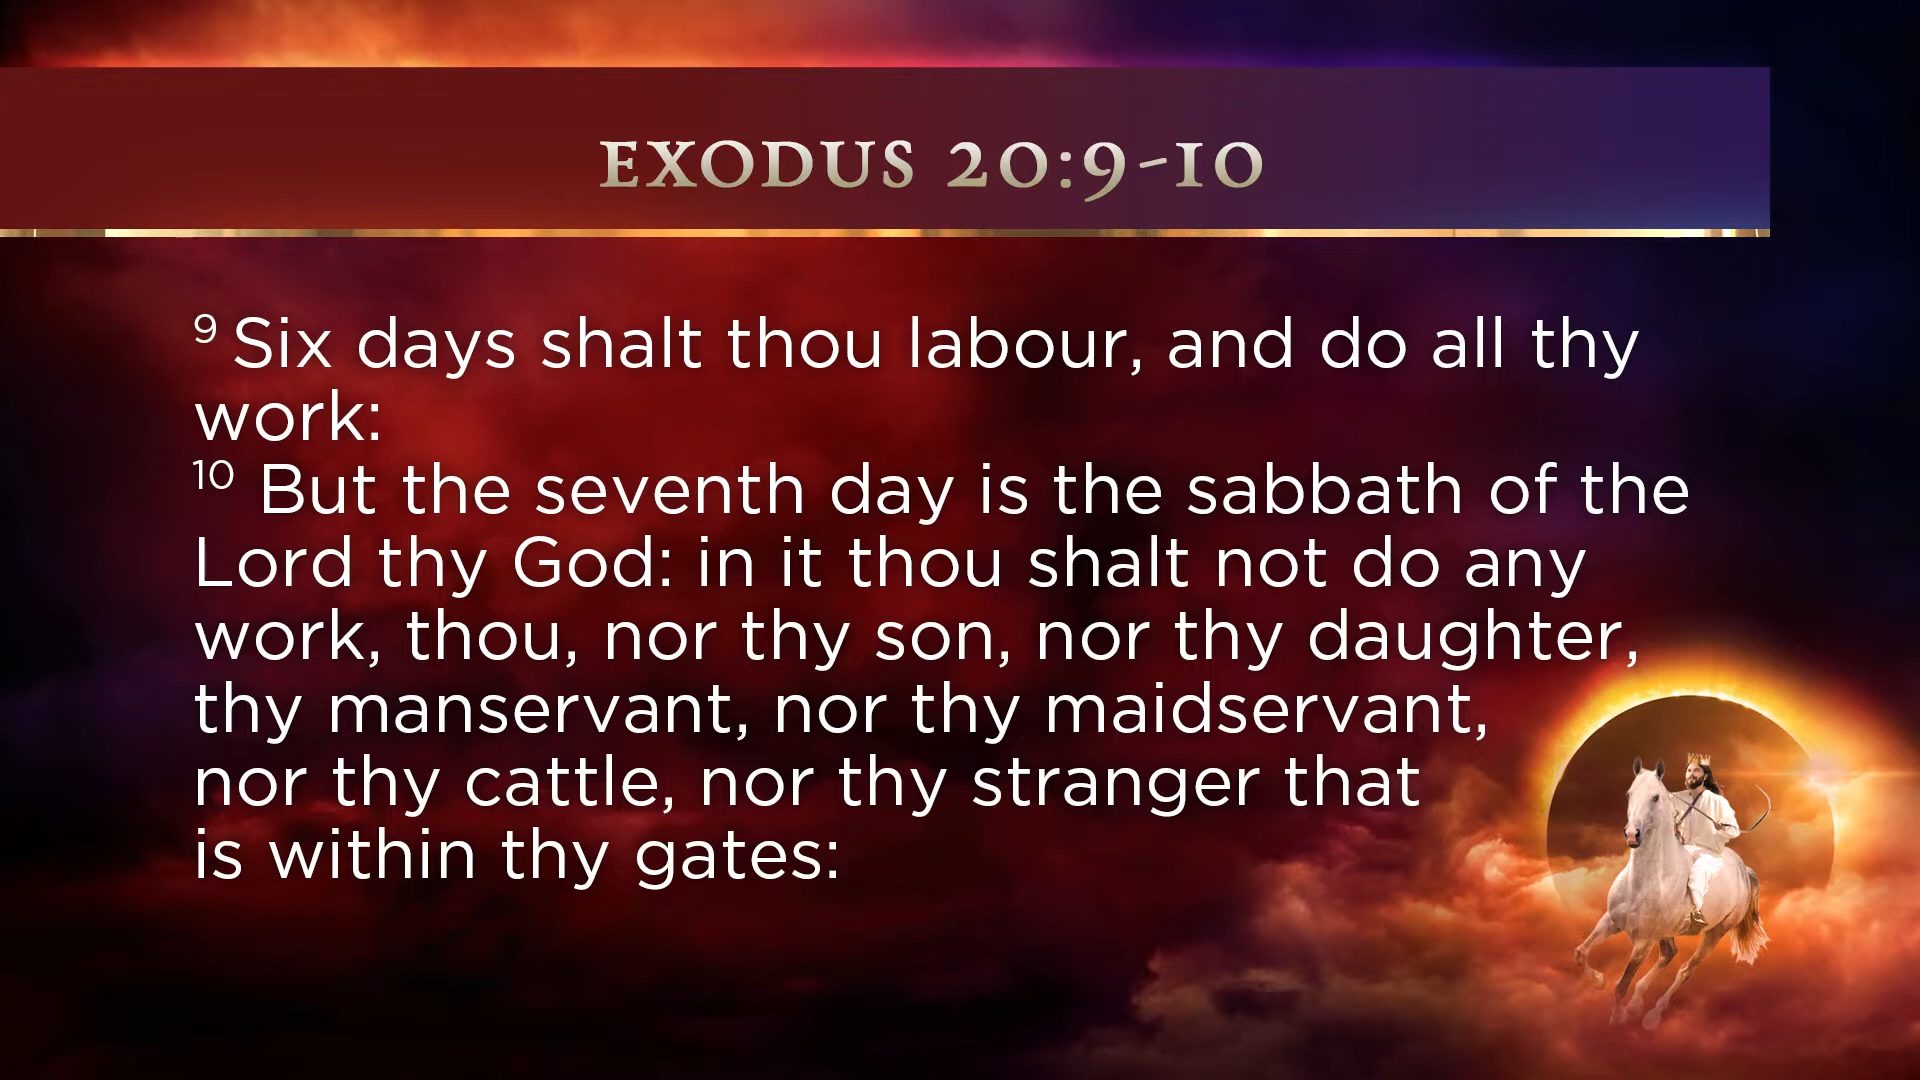 EXODUS 20:9-10
9 Six days shalt thou labour, and do all thy
work:
10 But the seventh day is the sabbath of the
Lord thy God: in it thou shalt not do any
work, thou, nor thy son, nor thy daughter,
thy manservant, nor thy maidservant,
nor thy cattle, nor thy stranger that
is within thy gates: